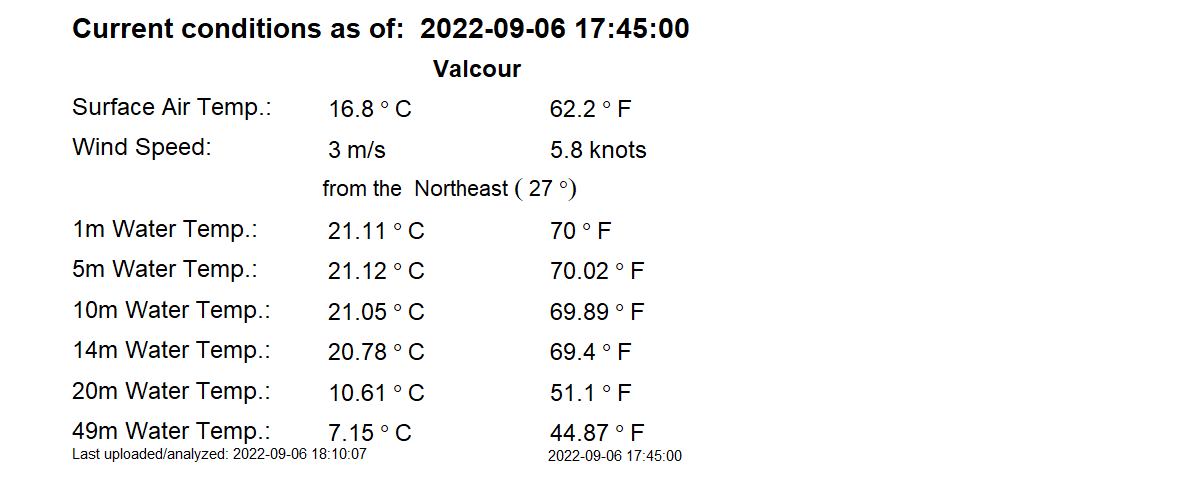 Current conditions as of: 2022-09-06 17:45:00
Valcour
Surface Air Temp.: 16.8 ° C 62.2 ° F
Wind Speed: 3 m/s 5.8 knots
from the Northeast ( 27 °)
1m Water Temp.: 21.11 ° C 70 ° F
5m Water Temp.: 21.12 ° C 70.02 ° F
10m Water Temp.: 21.05 ° C 69.89 ° F
14m Water Temp.: 20.78 ° C 69.4 ° F
20m Water Temp.: 10.61 ° C 51.1 ° F
49m Water Temp.: 7.15 ° C 44.87 ° F
Last uploaded/analyzed: 2022-09-06 18:10:07 2022-09-06 17:45:00